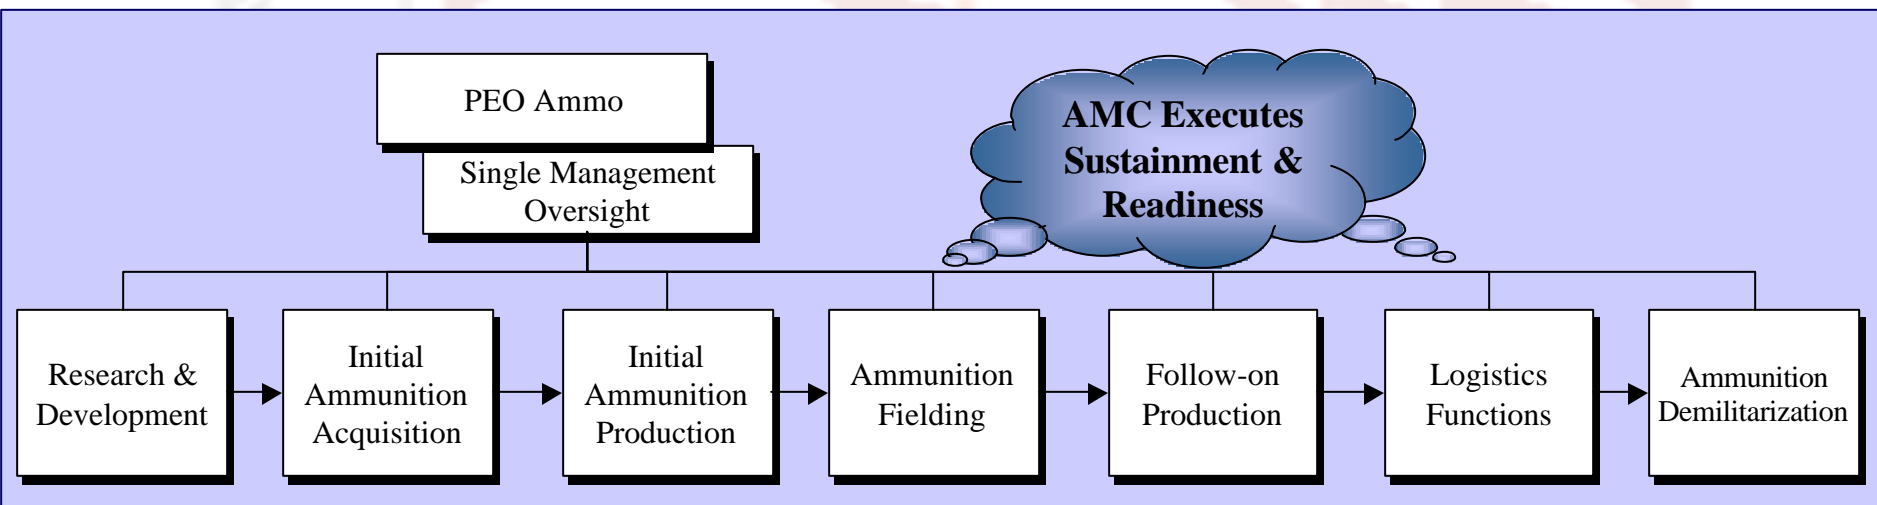 PEO Ammo
Single Management
Oversight
AMC Executes
Sustainment &
Readiness
Research &
Development
Initial
Ammunition
Acquisition
Initial
Ammunition
Production
Ammunition
Fielding
Follow-on
Production
Logistics
Functions
Ammunition
Demilitarization